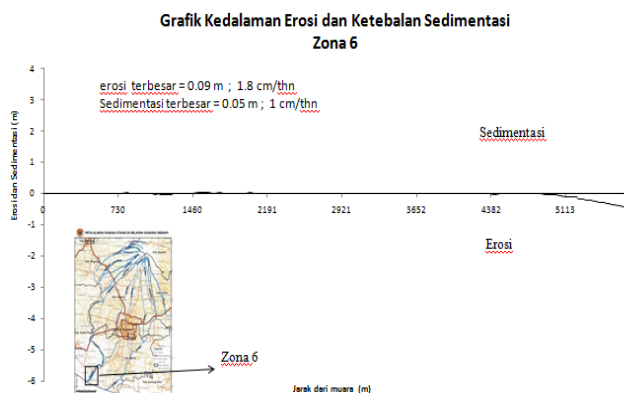 Grafik Kedalaman Erosi dan Ketebalan Sedimentasi
Zona 6
erosi terbesar = 0.09 m ; 1.8 cm/thn
Sedimentasi terbesar = 0.05 m ; 1 cm/thn
Sedimentasi
Erosi dan Sedimentasi (m)
4
3
2
1
0
-1
-2
-3
-4
-5
-6
0 730 1460 2191 2921 3652 4382 5113
Erosi
Zona 6
Jarak dari muara (m)